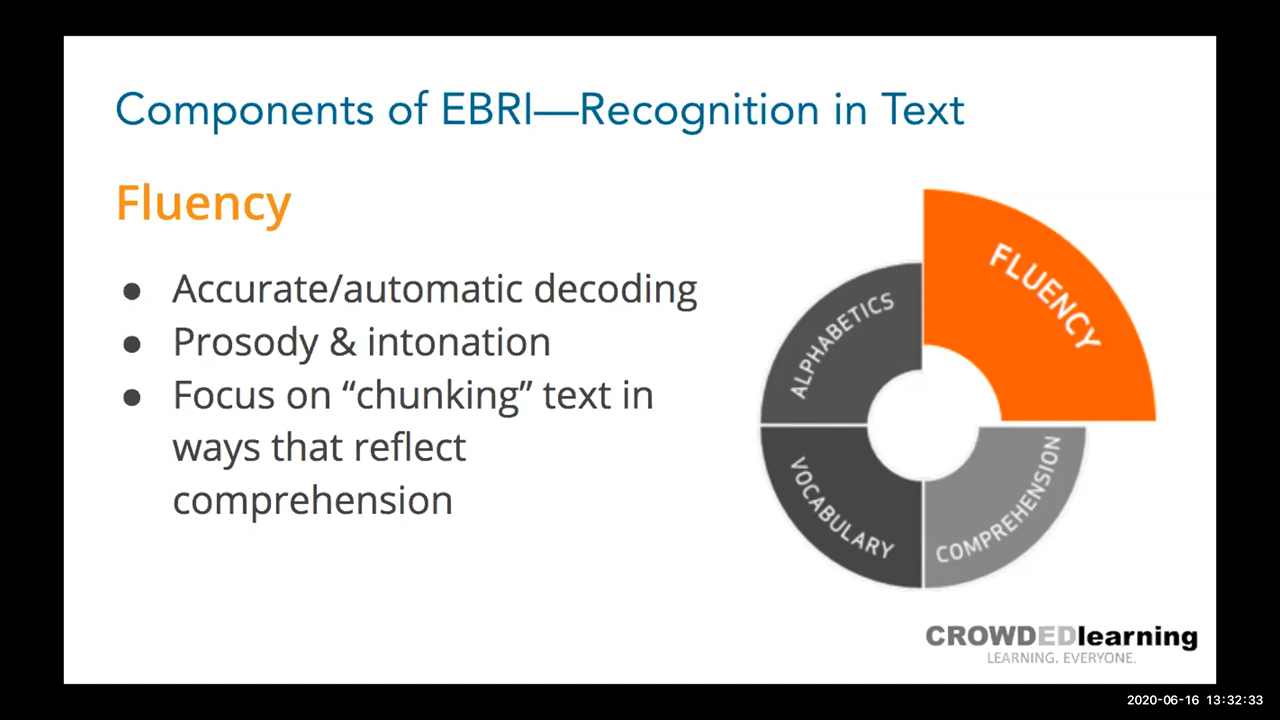 Components of EBRI—Recognition in Text
Fluency
● Accurate/automatic decoding
● Prosody & intonation
● Focus on “chunking” text in
ways that reflect
comprehension
FLUENCY
ALPHABETICS
VOCABULARY
COMPREHENSION
CROWDEDlearning
LEARNING. EVERYONE.
2020-06-16 13:32:33